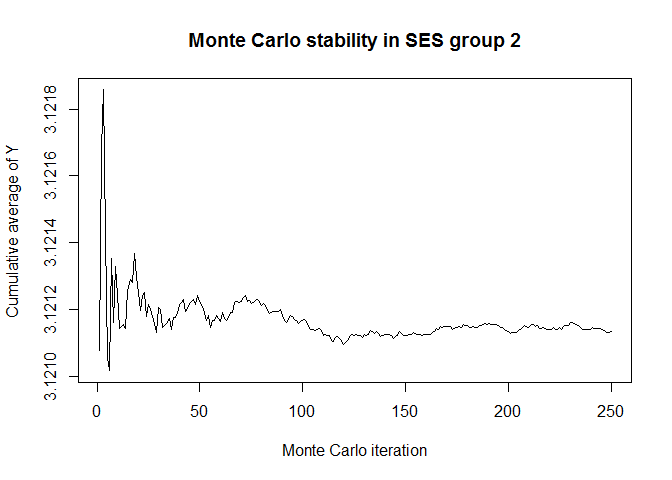 Monte Carlo stability in SES group 2
Cumulative average of Y
3.1218
3.1216
3.1214
3.1212
3.1210
0 50 100 150 200 250
Monte Carlo iteration